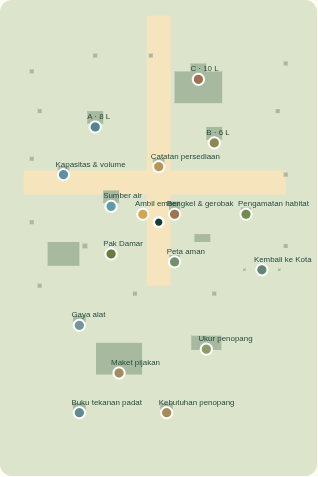 C · 10 L
A · 8 L
B · 6 L
Catatan persediaan
Kapasitas & volume
Sumber air
Ambil ember
Bengkel & gerobak
Pengamatan habitat
Pak Damar
Peta aman
Kembali ke Kota
Gaya alat
Ukur penopang
Maket pijakan
Buku tekanan padat
Kebutuhan penopang